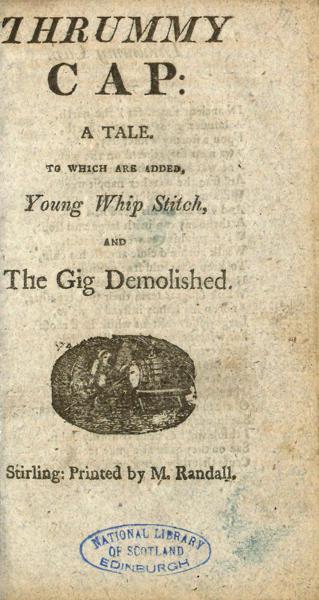 THRUMMY
CAP:
A TALE.
TO WHICH ARE ADDED,
Young Whip Stitch,
AND
The Gig Demolished.
Stirling: Printed by M. Randall.
NATIONAL LIBRARY
OF SCOTLAND
EDINBURGH